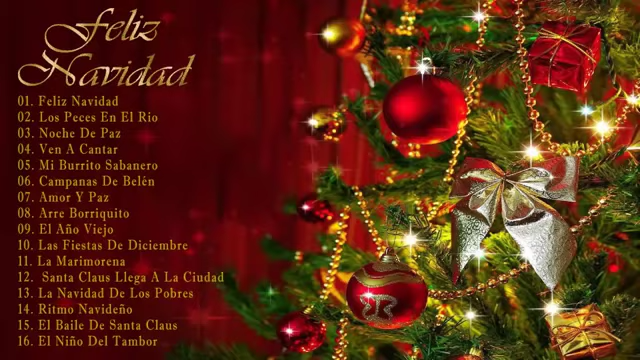 Feliz
Navidad
01. Feliz Navidad
02. Los Peces En El Rio
03. Noche De Paz
04. Ven A Cantar
05. Mi Burrito Sabanero
06. Campanas De Belén
07. Amor Y Paz
08. Arre Borriquito
09. El Año Viejo
10. Las Fiestas De Diciembre
11. La Marimorena
12. Santa Claus Llega A La Ciudad
13. La Navidad De Los Pobres
14. Ritmo Navideño
15. El Baile De Santa Claus
16. El Niño Del Tambor